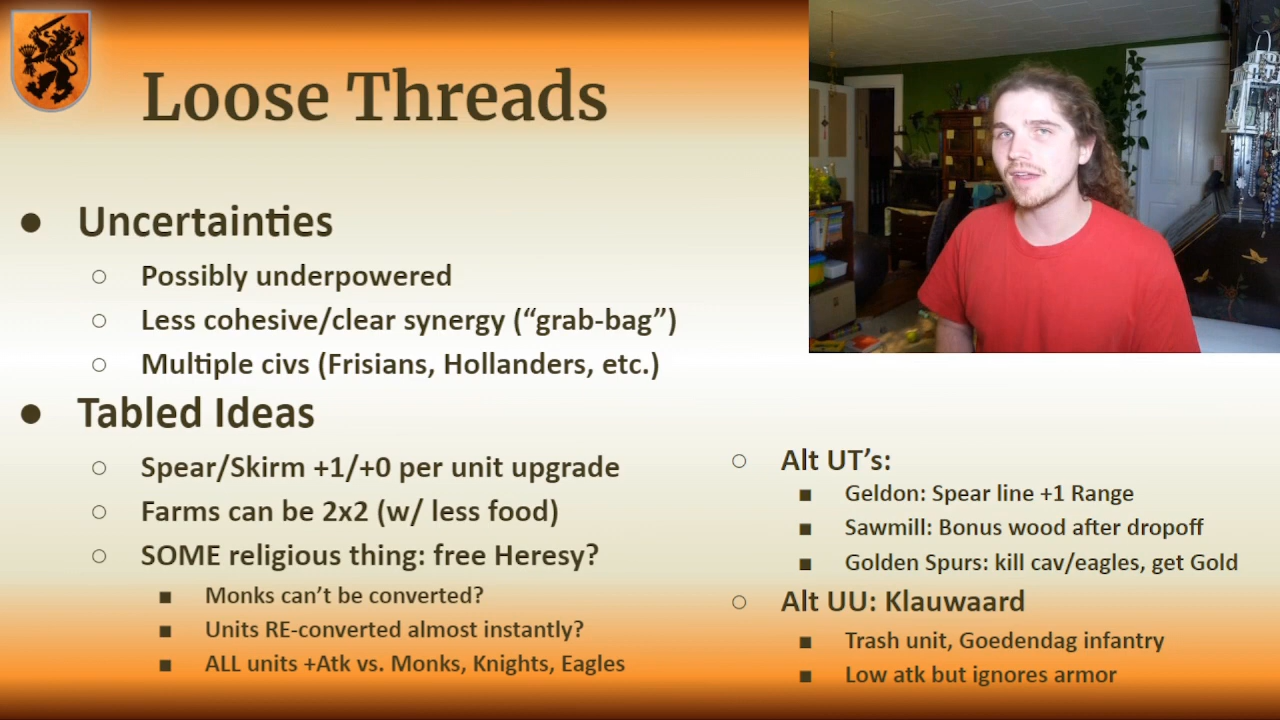 Loose Threads
● Uncertainties
○ Possibly underpowered
○ Less cohesive/clear synergy (“grab-bag”)
○ Multiple civs (Frisians, Hollanders, etc.)
● Tabled Ideas
○ Spear/Skirm +1/+0 per unit upgrade
○ Farms can be 2x2 (w/ less food)
○ SOME religious thing: free Heresy?
■ Monks can’t be converted?
■ Units RE-converted almost instantly?
■ ALL units +Atk vs. Monks, Knights, Eagles
○ Alt UT’s:
■ Geldon: Spear line +1 Range
■ Sawmill: Bonus wood after dropoff
■ Golden Spurs: kill cav/eagles, get Gold
○ Alt UU: Klauwaard
■ Trash unit, Goedendag infantry
■ Low atk but ignores armor